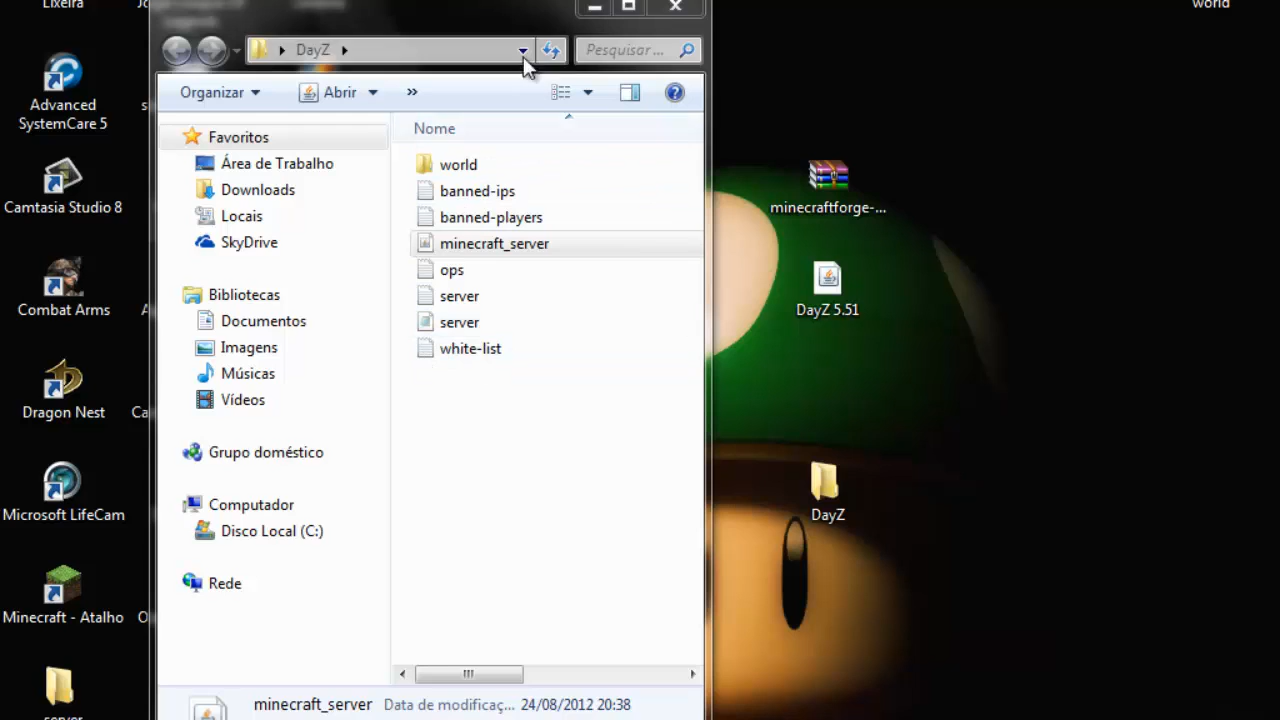 Lixeira
world
DayZ
Pesquisar ...
Organizar
Abrir
»
Favoritos
Área de Trabalho
Downloads
Locais
SkyDrive
Bibliotecas
Documentos
Imagens
Músicas
Vídeos
Grupo doméstico
Computador
Disco Local (C:)
Rede
Nome
world
banned-ips
banned-players
minecraft_server
ops
server
server
white-list
minecraft_server
Data de modificaç... 24/08/2012 20:38
Advanced
SystemCare 5
Camtasia Studio 8
Combat Arms
Dragon Nest
Microsoft LifeCam
Minecraft - Atalho
server
minecraftforge-...
DayZ 5.51
DayZ